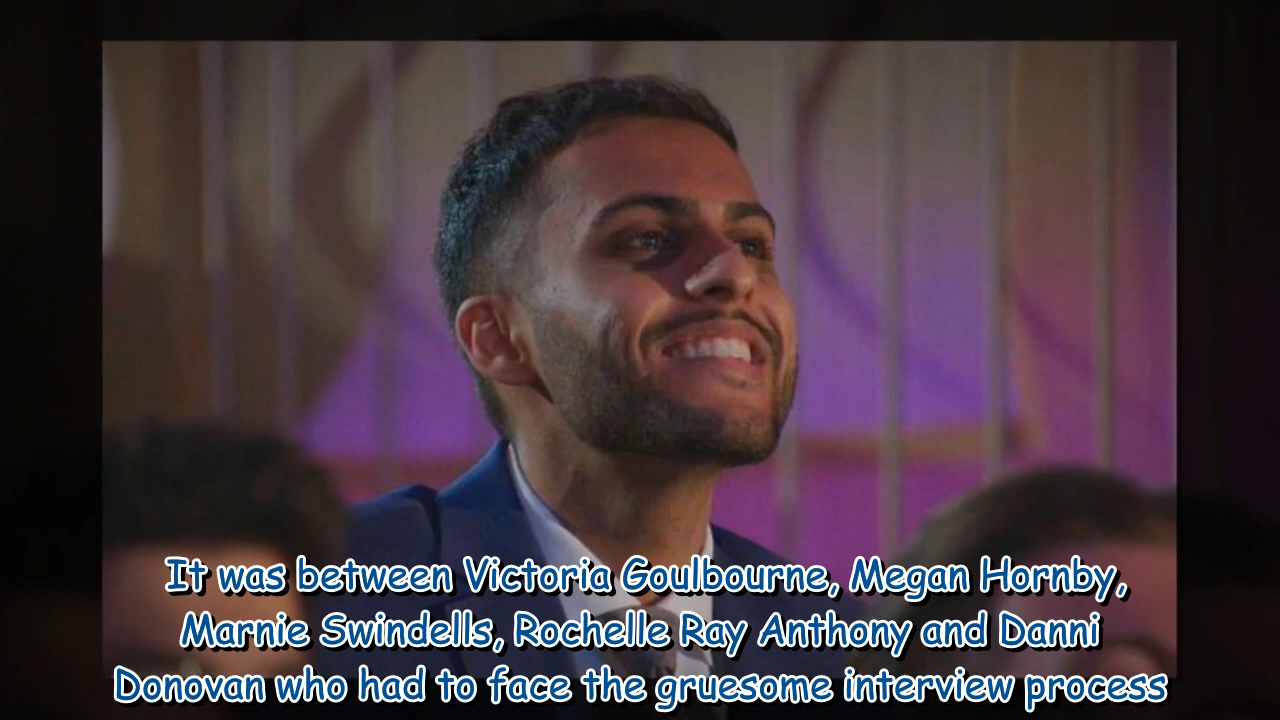 It was between Victoria Goulbourne, Megan Hornby,
Marnie Swindells, Rochelle Ray Anthony and Danni
Donovan who had to face the gruesome interview process